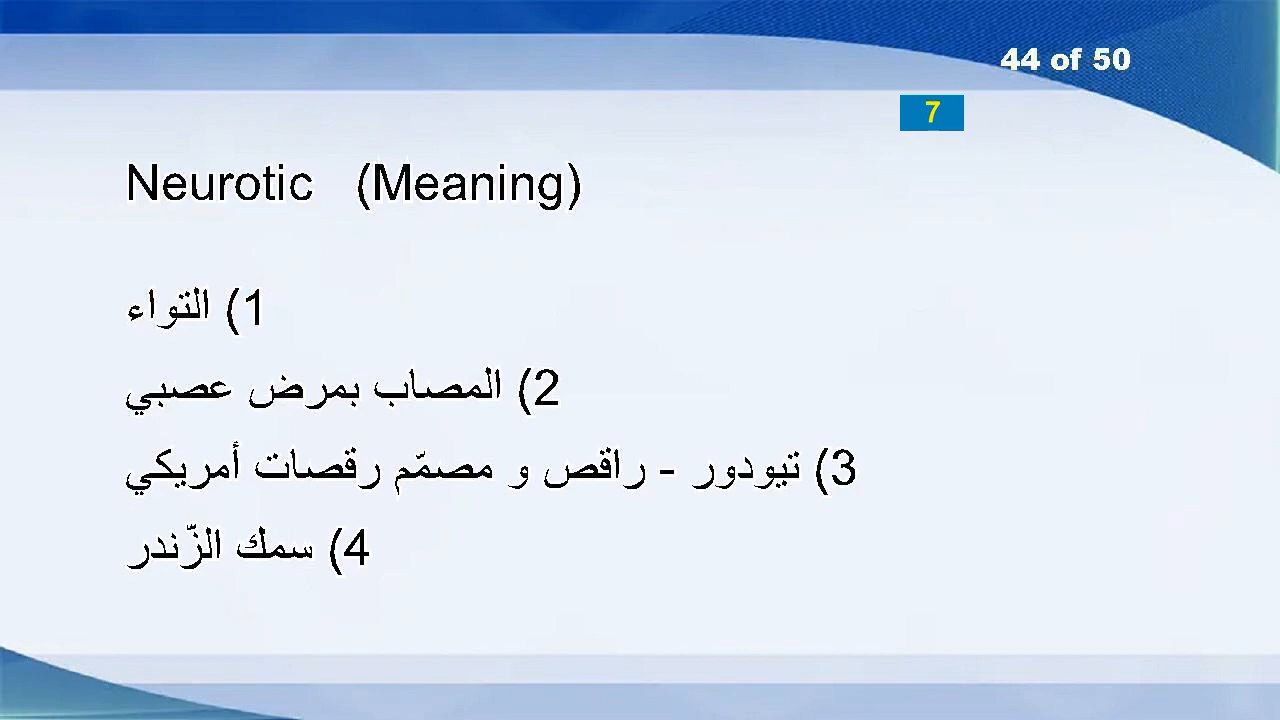 44 of 50
7
Neurotic (Meaning)
1) التواء
2) المصاب بمرض عصبي
3) تيودور - راقص و مصمّم رقصات أمريكي
4) سمك الزّندر